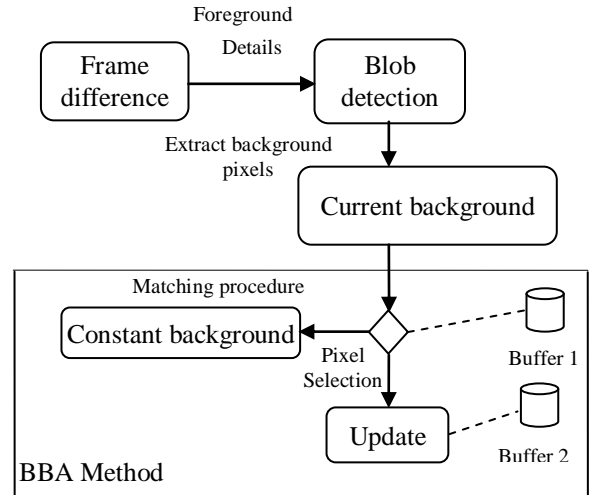 Foreground
Details
Frame
difference
Blob
detection
Extract background
pixels
Current background
Matching procedure
Constant background
Pixel
Selection
Buffer 1
Update
Buffer 2
BBA Method